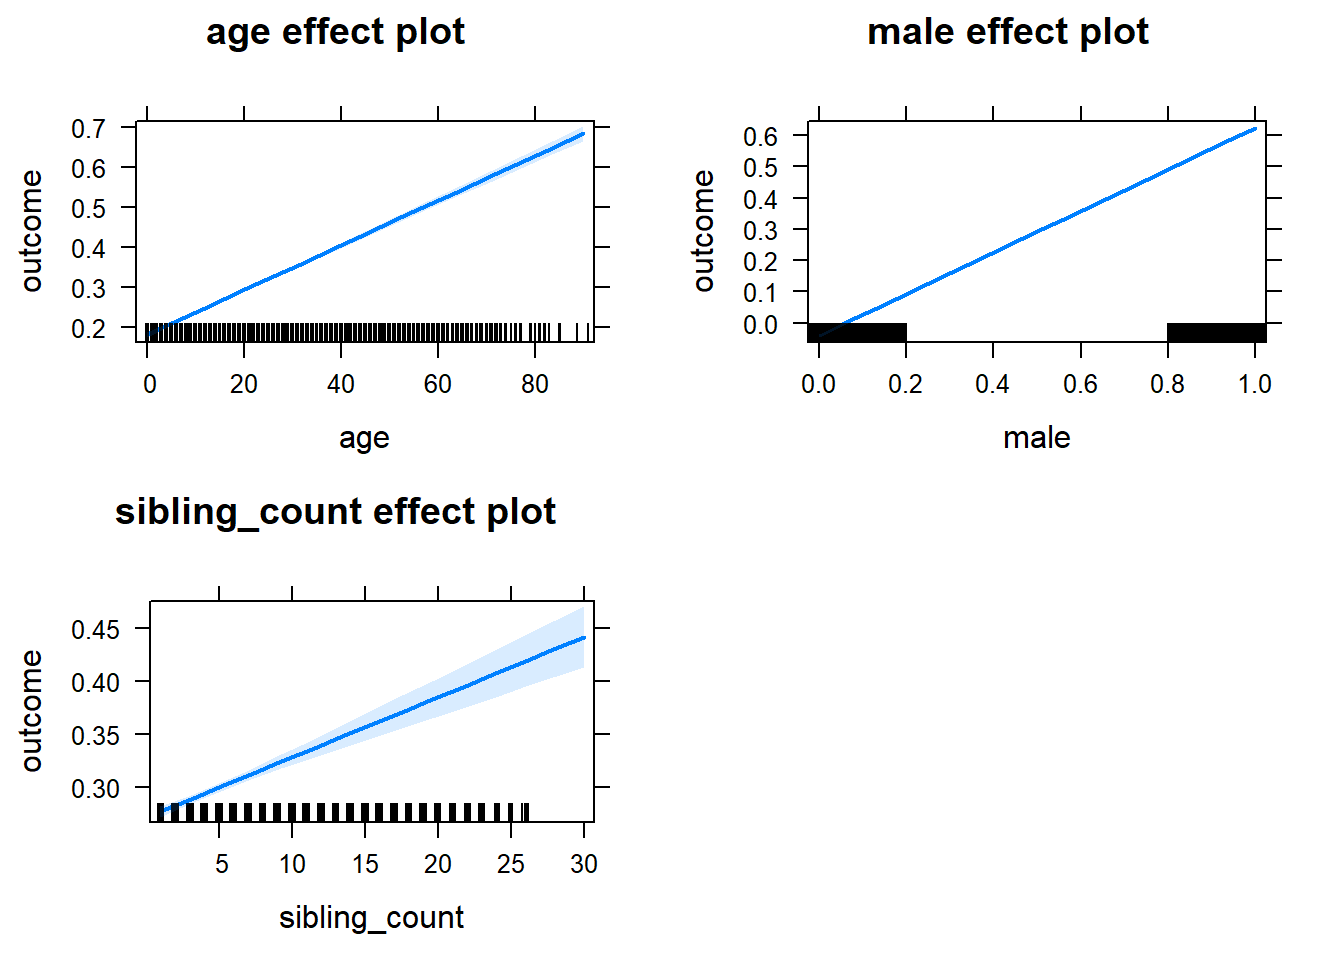 age effect plot
outcome
0.7
0.6
0.5
0.4
0.3
0.2
0 20 40 60 80
age
male effect plot
outcome
0.6
0.5
0.4
0.3
0.2
0.1
0.0
0.0 0.2 0.4 0.6 0.8 1.0
male
sibling_count effect plot
outcome
0.45
0.40
0.35
0.30
5 10 15 20 25 30
sibling_count